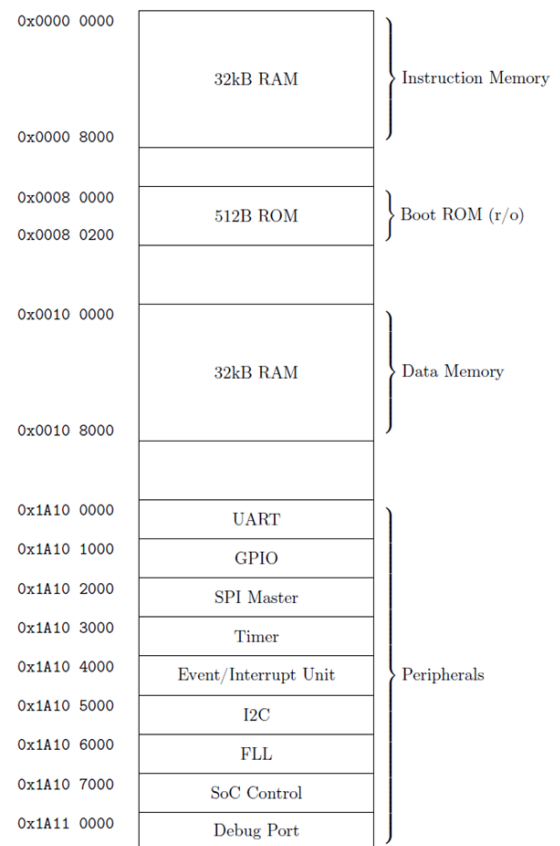 0x0000 0000
32kB RAM
Instruction Memory
0x0000 8000
0x0008 0000
512B ROM
Boot ROM (r/o)
0x0008 0200
0x0010 0000
32kB RAM
Data Memory
0x0010 8000
0x1A10 0000
UART
0x1A10 1000
GPIO
0x1A10 2000
SPI Master
0x1A10 3000
Timer
0x1A10 4000
Event/Interrupt Unit
Peripherals
0x1A10 5000
I2C
0x1A10 6000
FLL
0x1A10 7000
SoC Control
0x1A11 0000
Debug Port